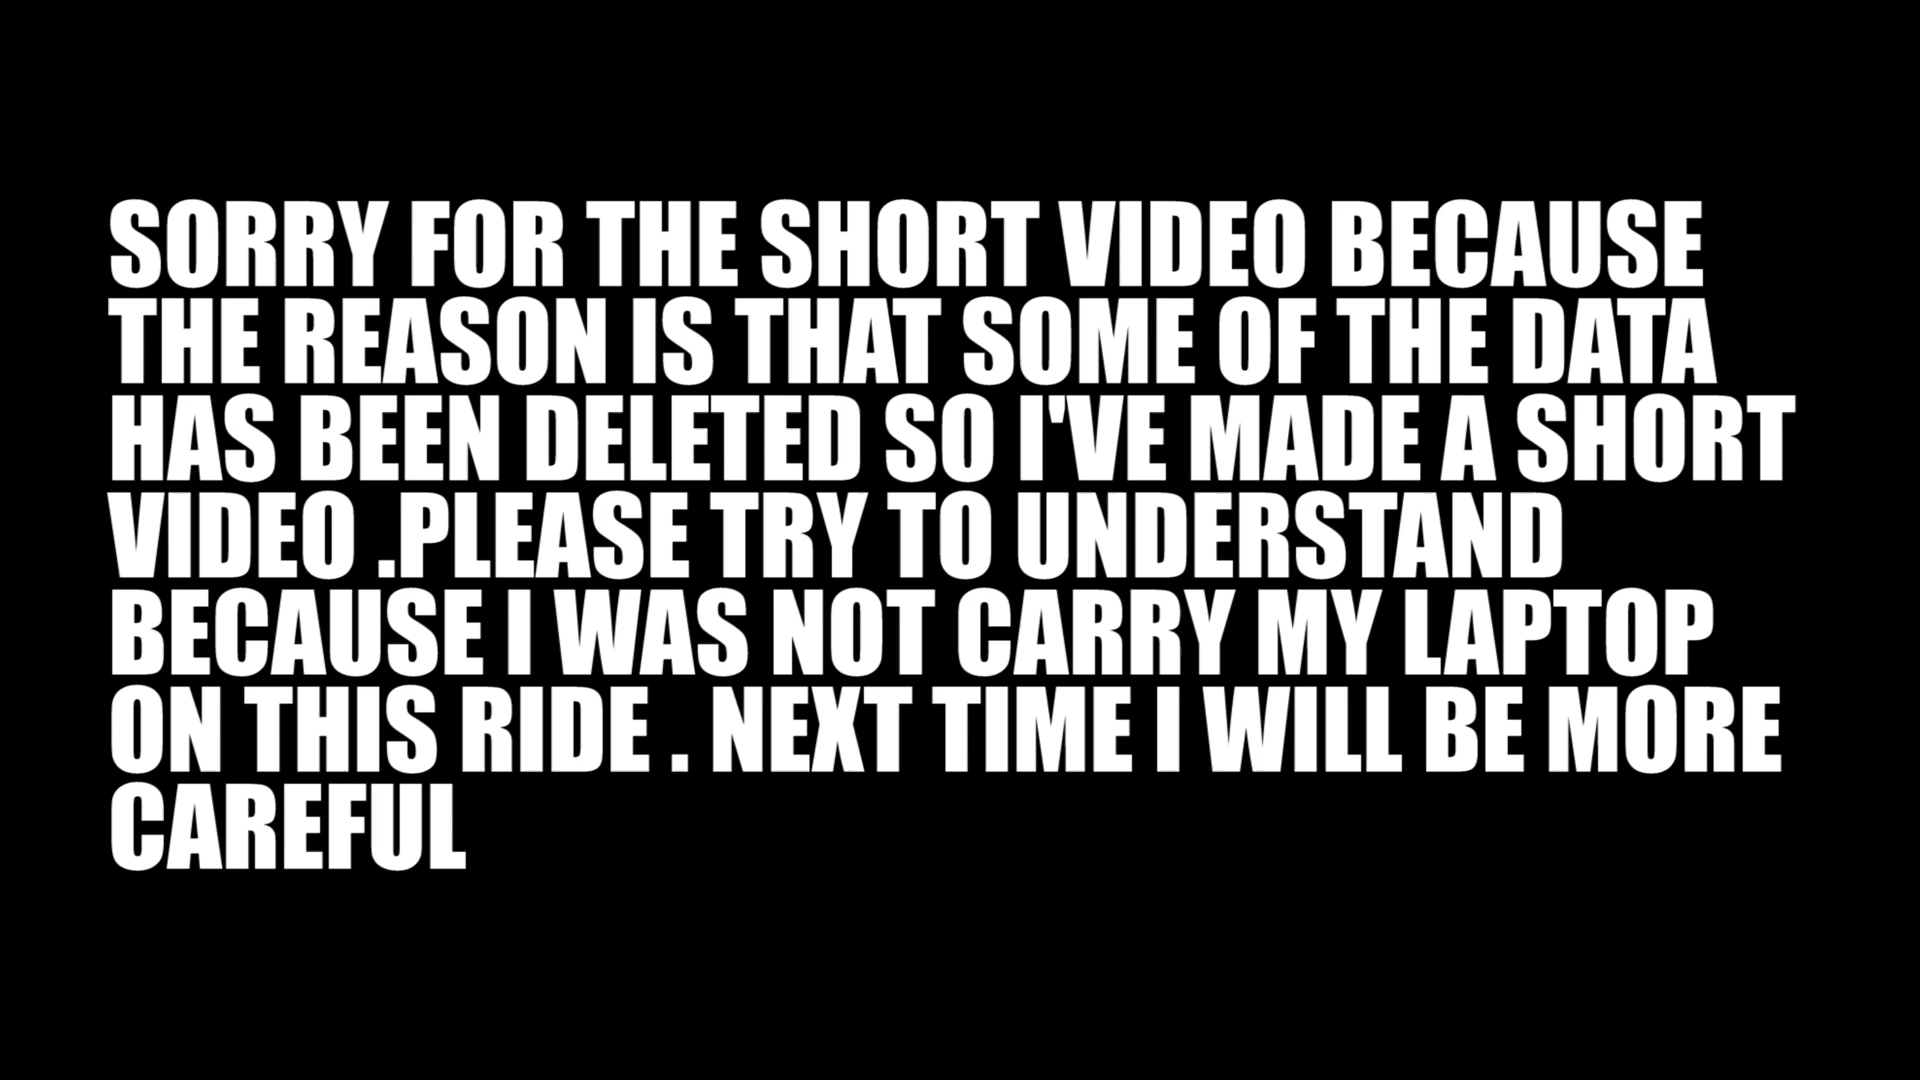 SORRY FOR THE SHORT VIDEO BECAUSE
THE REASON IS THAT SOME OF THE DATA
HAS BEEN DELETED SO I'VE MADE A SHORT
VIDEO .PLEASE TRY TO UNDERSTAND
BECAUSE I WAS NOT CARRY MY LAPTOP
ON THIS RIDE . NEXT TIME I WILL BE MORE
CAREFUL